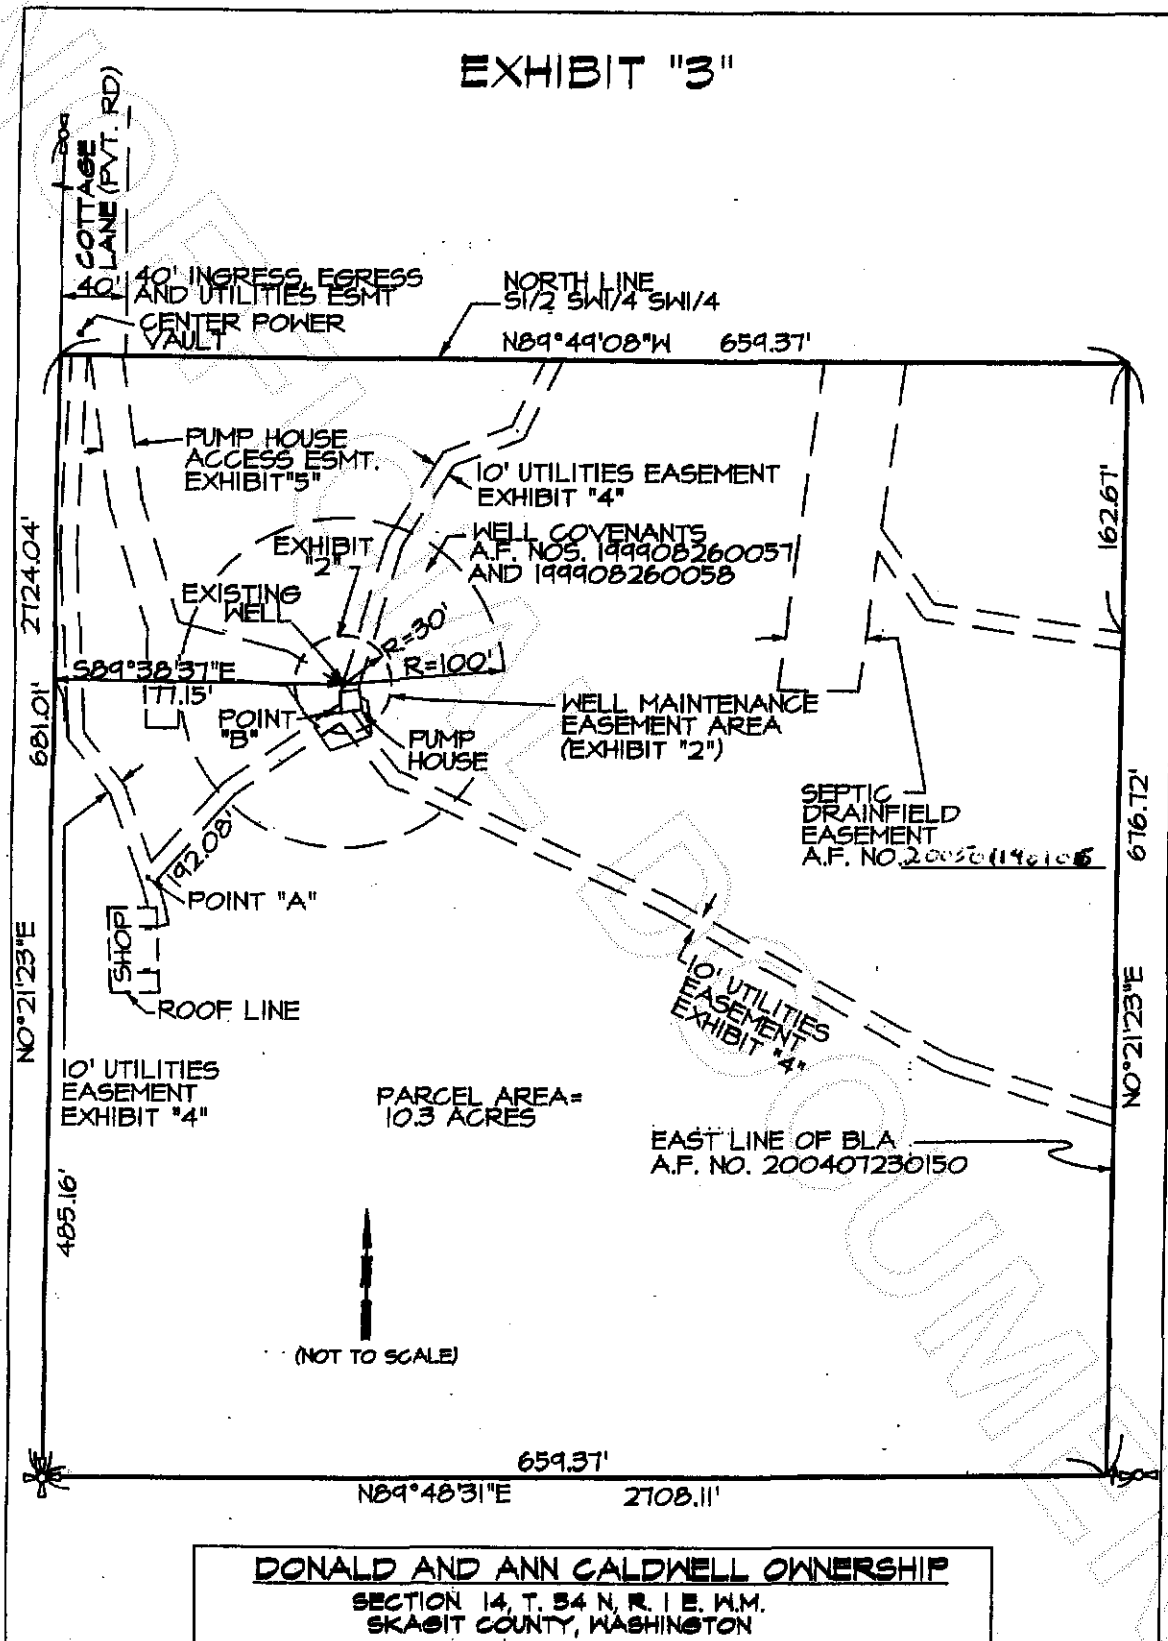 EXHIBIT "3"
COTTAGE
LANE (PVT. RD)
40'
40' INGRESS, EGRESS
AND UTILITIES ESMT
CENTER POWER
VAULT
NORTH LINE
S1/2 SW1/4 SW1/4
N89°49'08"W 659.37'
PUMP HOUSE
ACCESS ESMT.
EXHIBIT "5"
10' UTILITIES EASEMENT
EXHIBIT "4"
WELL COVENANTS
A.F. NOS. 199908260057
AND 199908260058
EXHIBIT
"2"
EXISTING
WELL
R=30'
R=100'
S89°38'37"E
177.15'
POINT
"B"
PUMP
HOUSE
WELL MAINTENANCE
EASEMENT AREA
(EXHIBIT "2")
162.67'
2724.04'
681.01'
SEPTIC
DRAINFIELD
EASEMENT
A.F. NO.
676.72'
192.08'
POINT "A"
SHOP
ROOF LINE
N0°21'23"E
N0°21'23"E
10' UTILITIES
EASEMENT
EXHIBIT "4"
10' UTILITIES
EASEMENT
EXHIBIT "4"
PARCEL AREA=
10.3 ACRES
EAST LINE OF BLA
A.F. NO. 200407230150
485.16'
(NOT TO SCALE)
659.37'
N89°48'31"E 2708.11'
DONALD AND ANN CALDWELL OWNERSHIP
SECTION 14, T. 34 N, R. 1 E. W.M.
SKAGIT COUNTY, WASHINGTON
UNOFFICIAL DOCUMENT